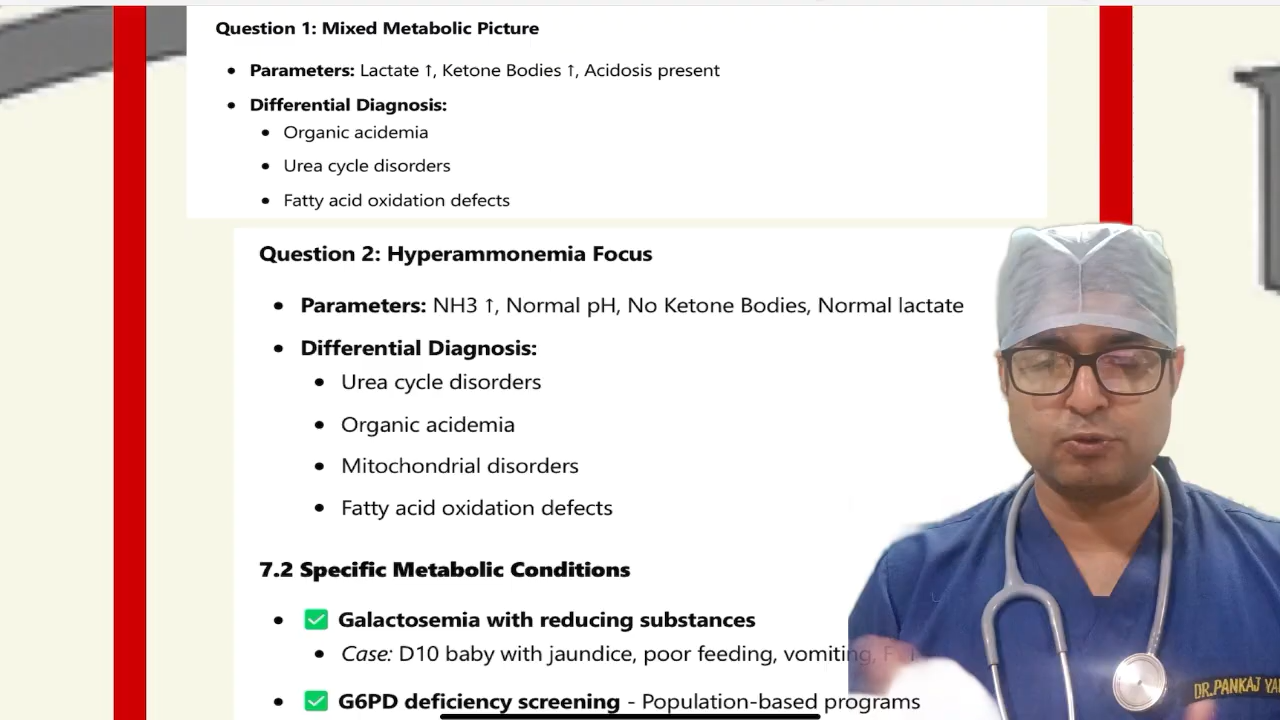 Question 1: Mixed Metabolic Picture
• Parameters: Lactate ↑, Ketone Bodies ↑, Acidosis present
• Differential Diagnosis:
• Organic acidemia
• Urea cycle disorders
• Fatty acid oxidation defects
Question 2: Hyperammonemia Focus
• Parameters: NH3 ↑, Normal pH, No Ketone Bodies, Normal lactate
• Differential Diagnosis:
• Urea cycle disorders
• Organic acidemia
• Mitochondrial disorders
• Fatty acid oxidation defects
7.2 Specific Metabolic Conditions
• ✅ Galactosemia with reducing substances
• Case: D10 baby with jaundice, poor feeding, vomiting,
• ✅ G6PD deficiency screening - Population-based programs
DR.PANKAJ